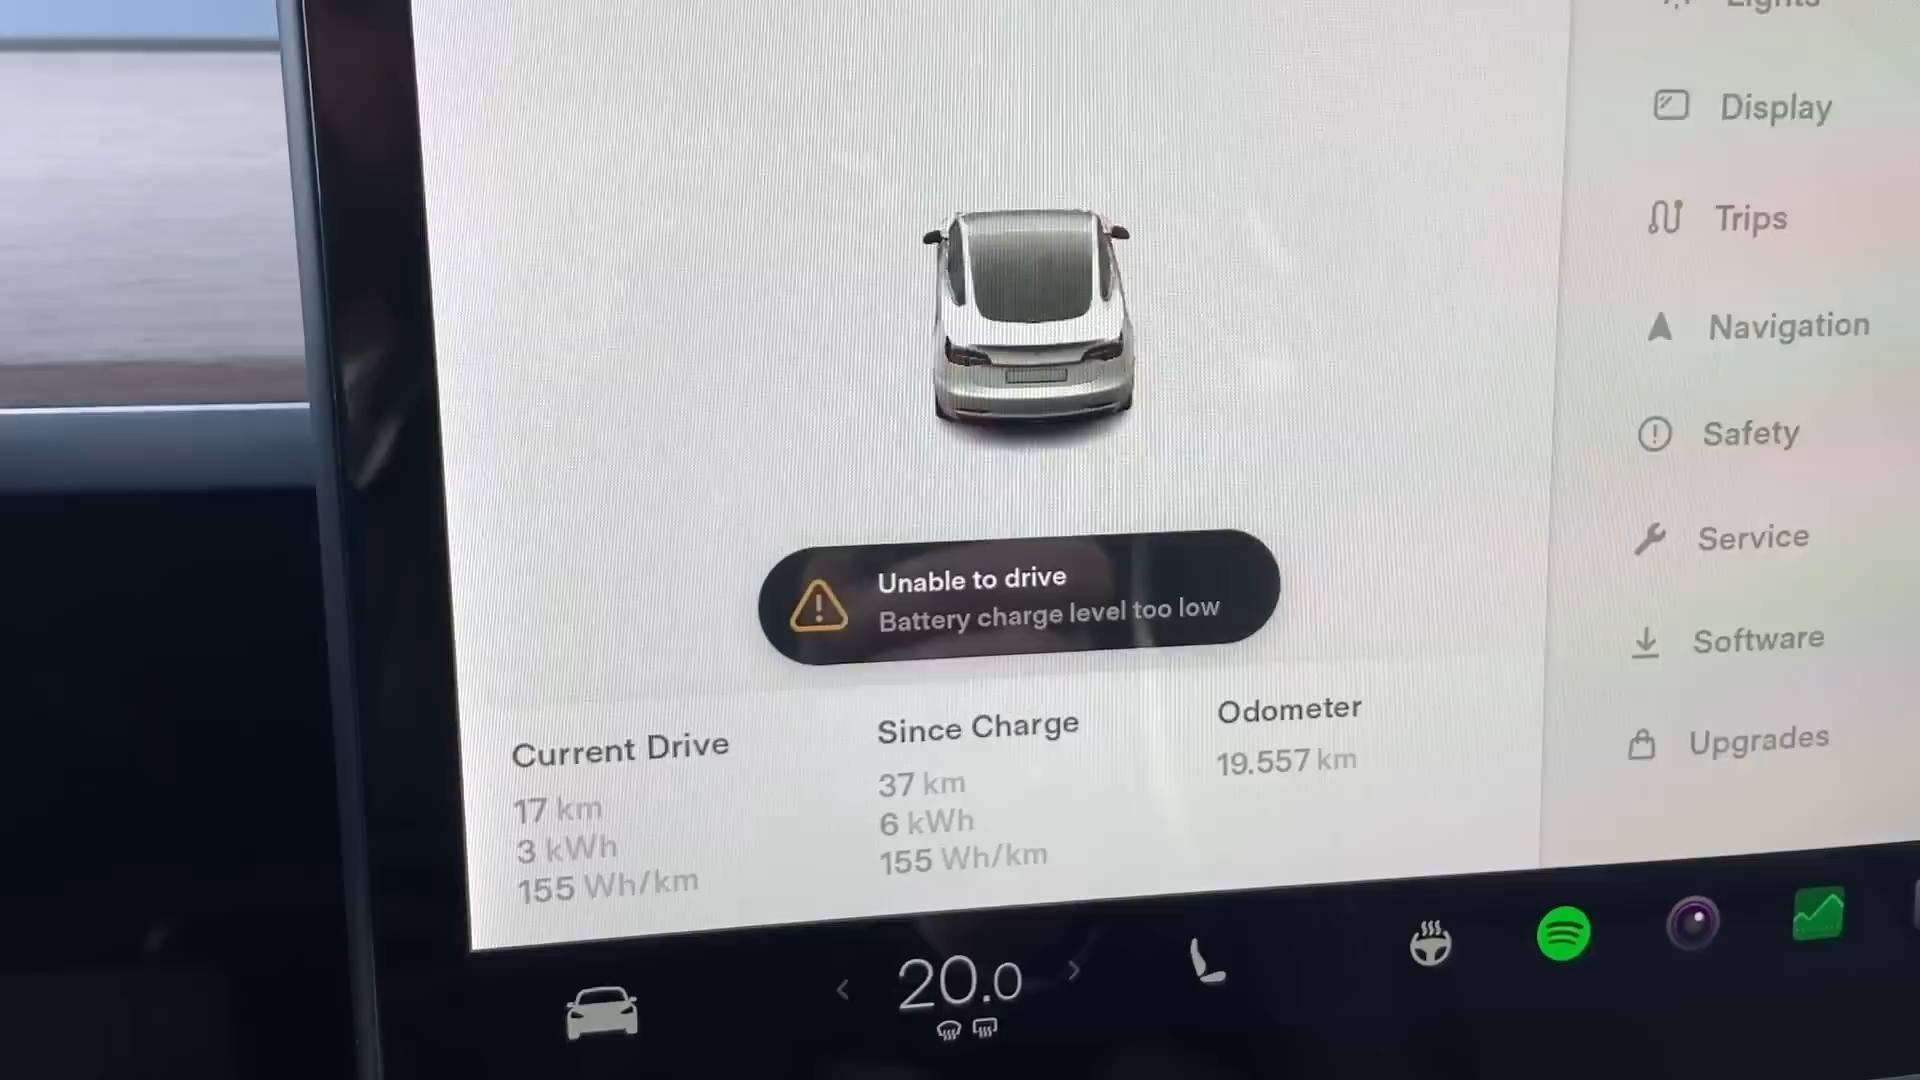 Lights
Display
Trips
Navigation
Safety
Service
Software
Upgrades
Unable to drive
Battery charge level too low
Current Drive
17 km
3 kWh
155 Wh/km
Since Charge
37 km
6 kWh
155 Wh/km
Odometer
19.557 km
20.0